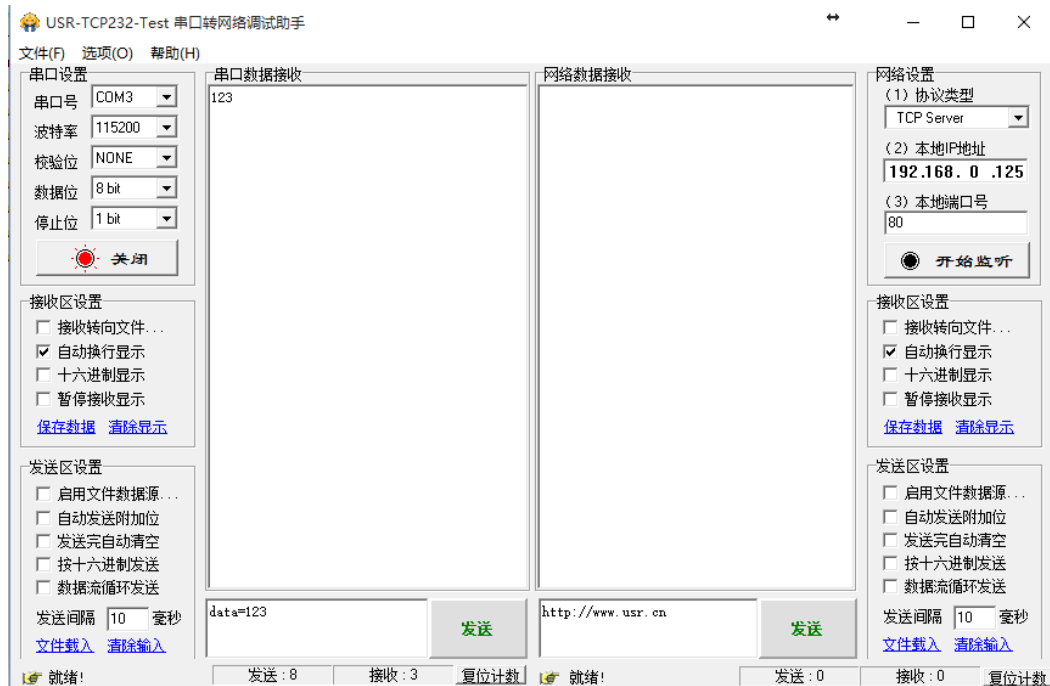 USR-TCP232-Test 串口转网络调试助手
文件(F) 选项(O) 帮助(H)
串口设置
串口号 COM3
波特率 115200
校验位 NONE
数据位 8 bit
停止位 1 bit
关闭
接收区设置
接收转向文件...
自动换行显示
十六进制显示
暂停接收显示
保存数据 清除显示
发送区设置
启用文件数据源...
自动发送附加位
发送完自动清空
按十六进制发送
数据流循环发送
发送间隔 10 毫秒
文件载入 清除输入
就绪!
串口数据接收
123
data=123
发送
发送:8 接收:3 复位计数
网络数据接收
http://www.usr.cn
发送
就绪!
发送:0 接收:0 复位计数
网络设置
(1) 协议类型
TCP Server
(2) 本地IP地址
192.168. 0 .125
(3) 本地端口号
80
开始监听
接收区设置
接收转向文件...
自动换行显示
十六进制显示
暂停接收显示
保存数据 清除显示
发送区设置
启用文件数据源...
自动发送附加位
发送完自动清空
按十六进制发送
数据流循环发送
发送间隔 10 毫秒
文件载入 清除输入